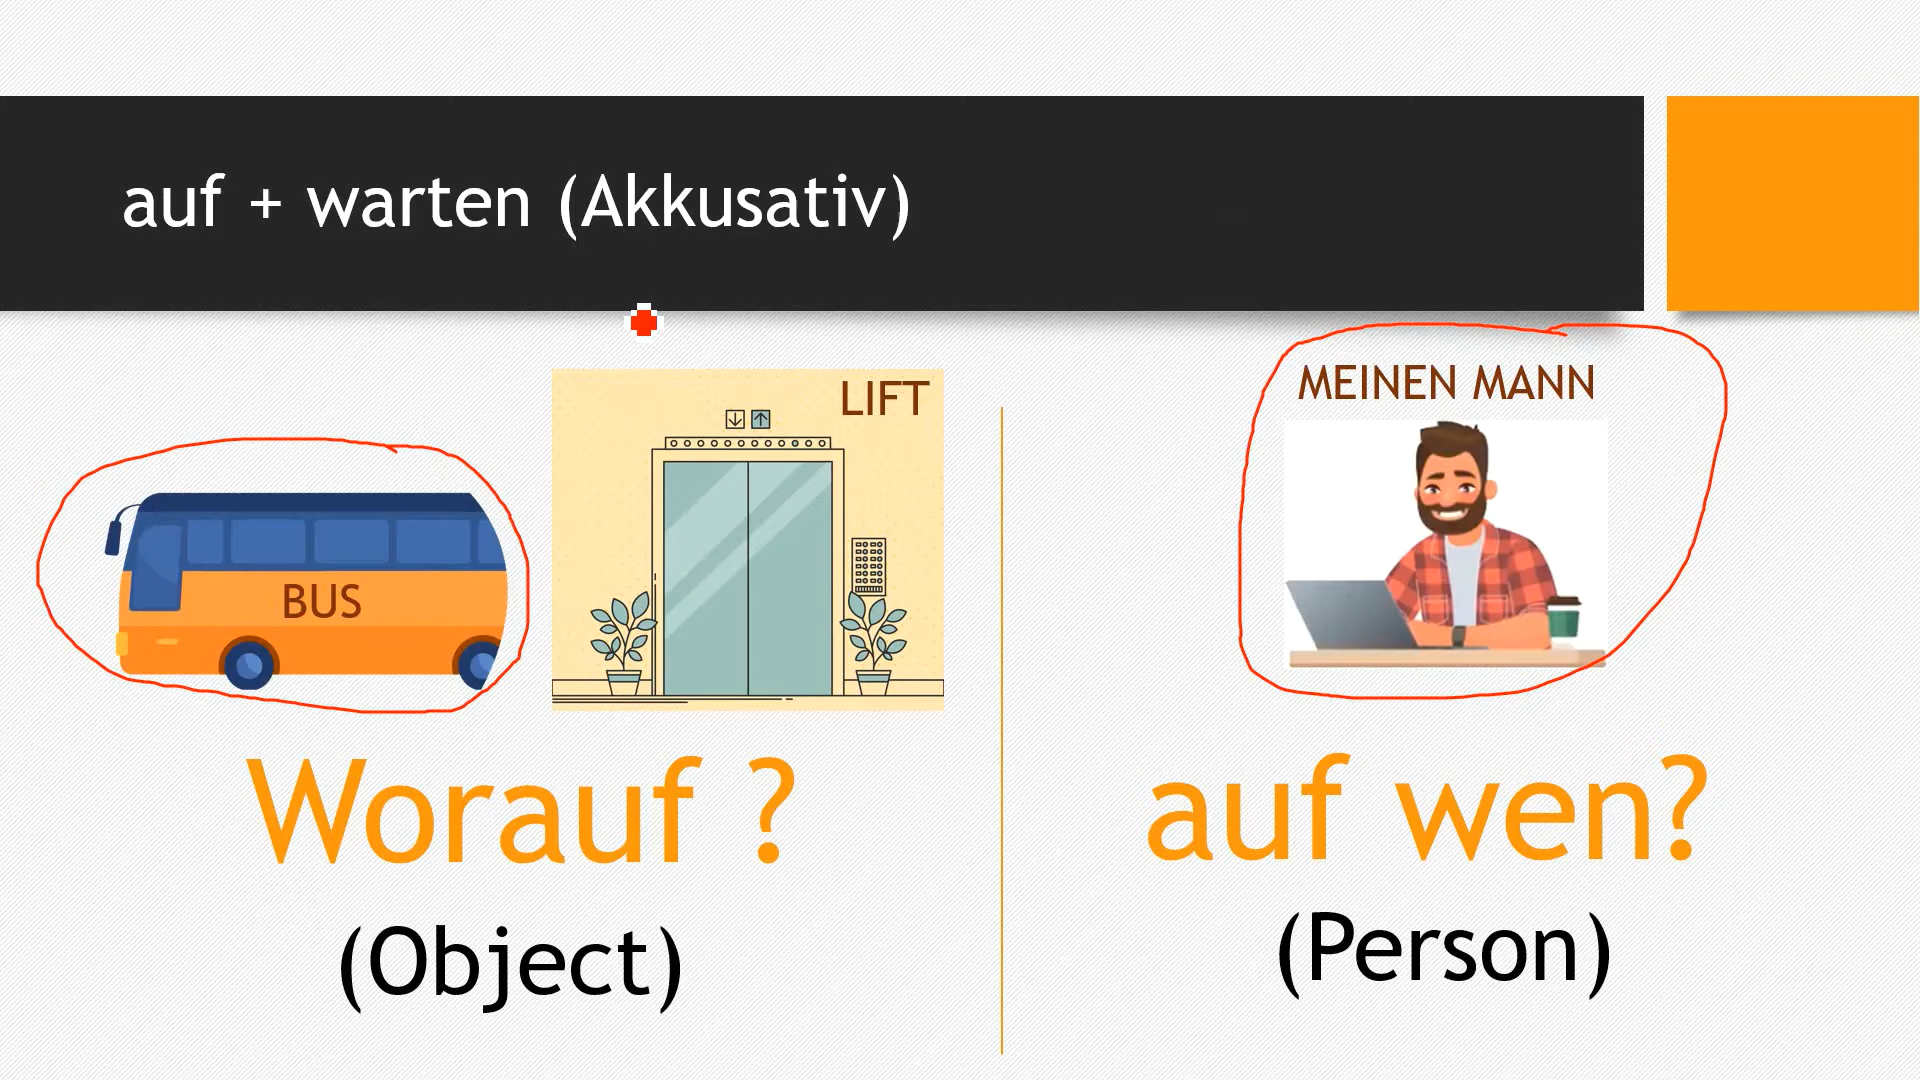 auf + warten (Akkusativ)
BUS
LIFT
MEINEN MANN
Worauf ?
(Object)
auf wen?
(Person)